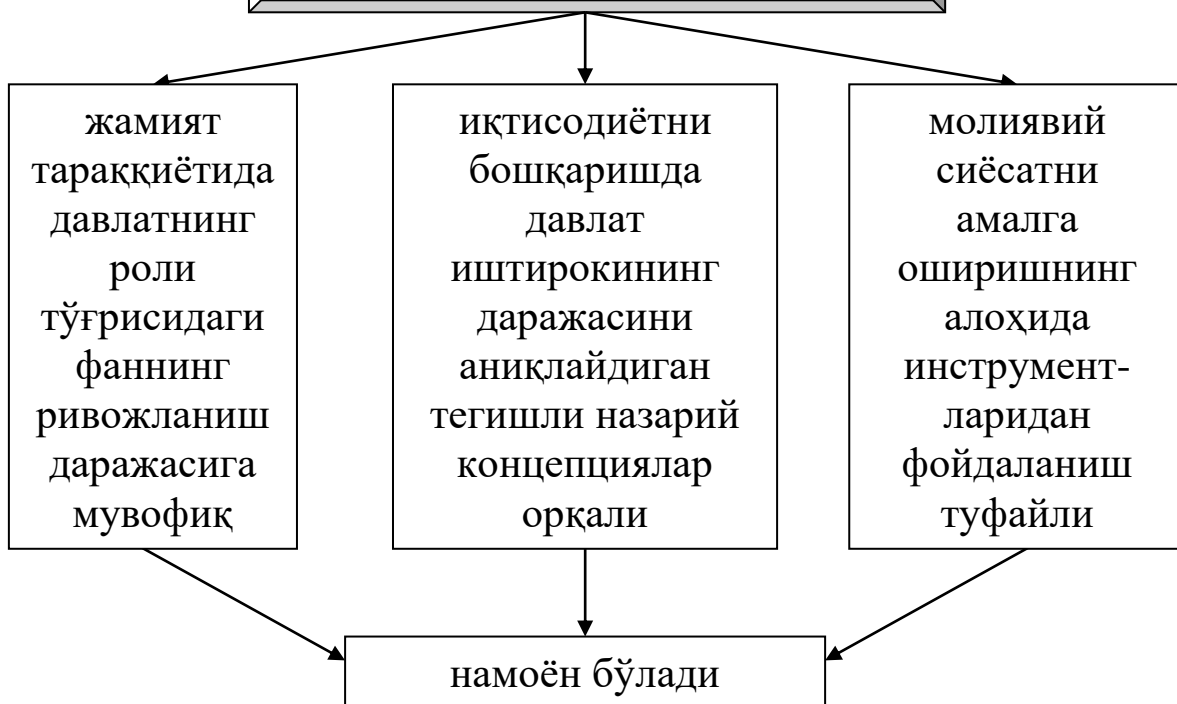 жамият
тараққиётида
давлатнинг
роли
тўғрисидаги
фаннинг
ривожланиш
даражасига
мувофиқ
иқтисодиётни
бошқаришда
давлат
иштирокининг
даражасини
аниқлайдиган
тегишли назарий
концепциялар
орқали
молиявий
сиёсатни
амалга
оширишнинг
алоҳида
инструмент-
ларидан
фойдаланиш
туфайли
намоён бўлади